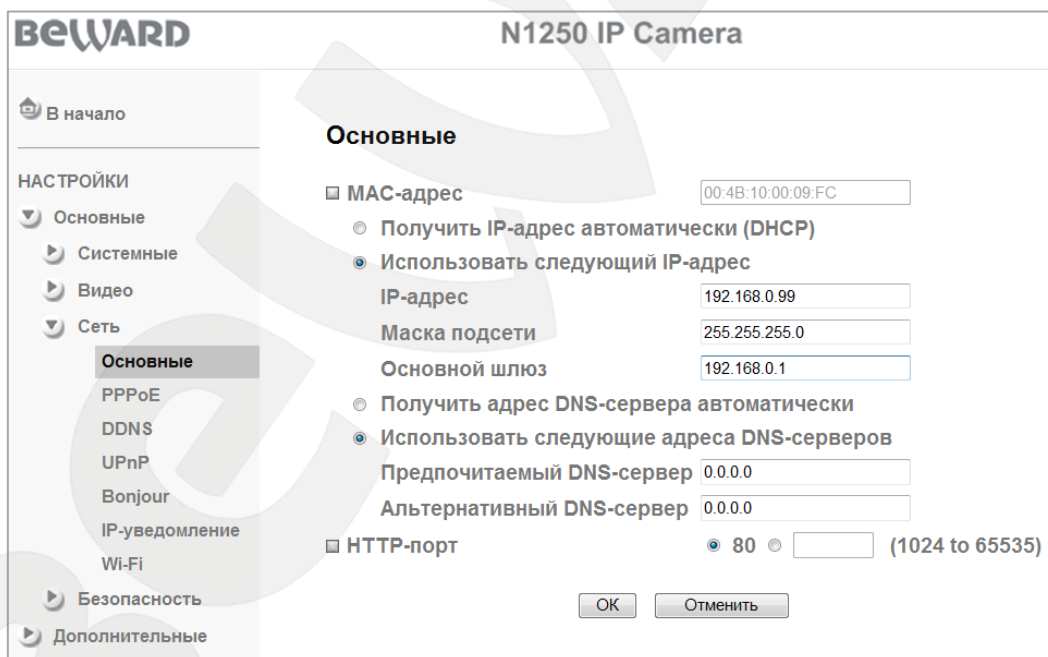 BEWARD
N1250 IP Camera
В начало
НАСТРОЙКИ
Основные
Системные
Видео
Сеть
Основные
PPPoE
DDNS
UPnP
Bonjour
IP-уведомление
Wi-Fi
Безопасность
Дополнительные
Основные
MAC-адрес 00:4B:10:00:09:FC
Получить IP-адрес автоматически (DHCP)
Использовать следующий IP-адрес
IP-адрес 192.168.0.99
Маска подсети 255.255.255.0
Основной шлюз 192.168.0.1
Получить адрес DNS-сервера автоматически
Использовать следующие адреса DNS-серверов
Предпочитаемый DNS-сервер 0.0.0.0
Альтернативный DNS-сервер 0.0.0.0
HTTP-порт 80 (1024 to 65535)
OK Отменить